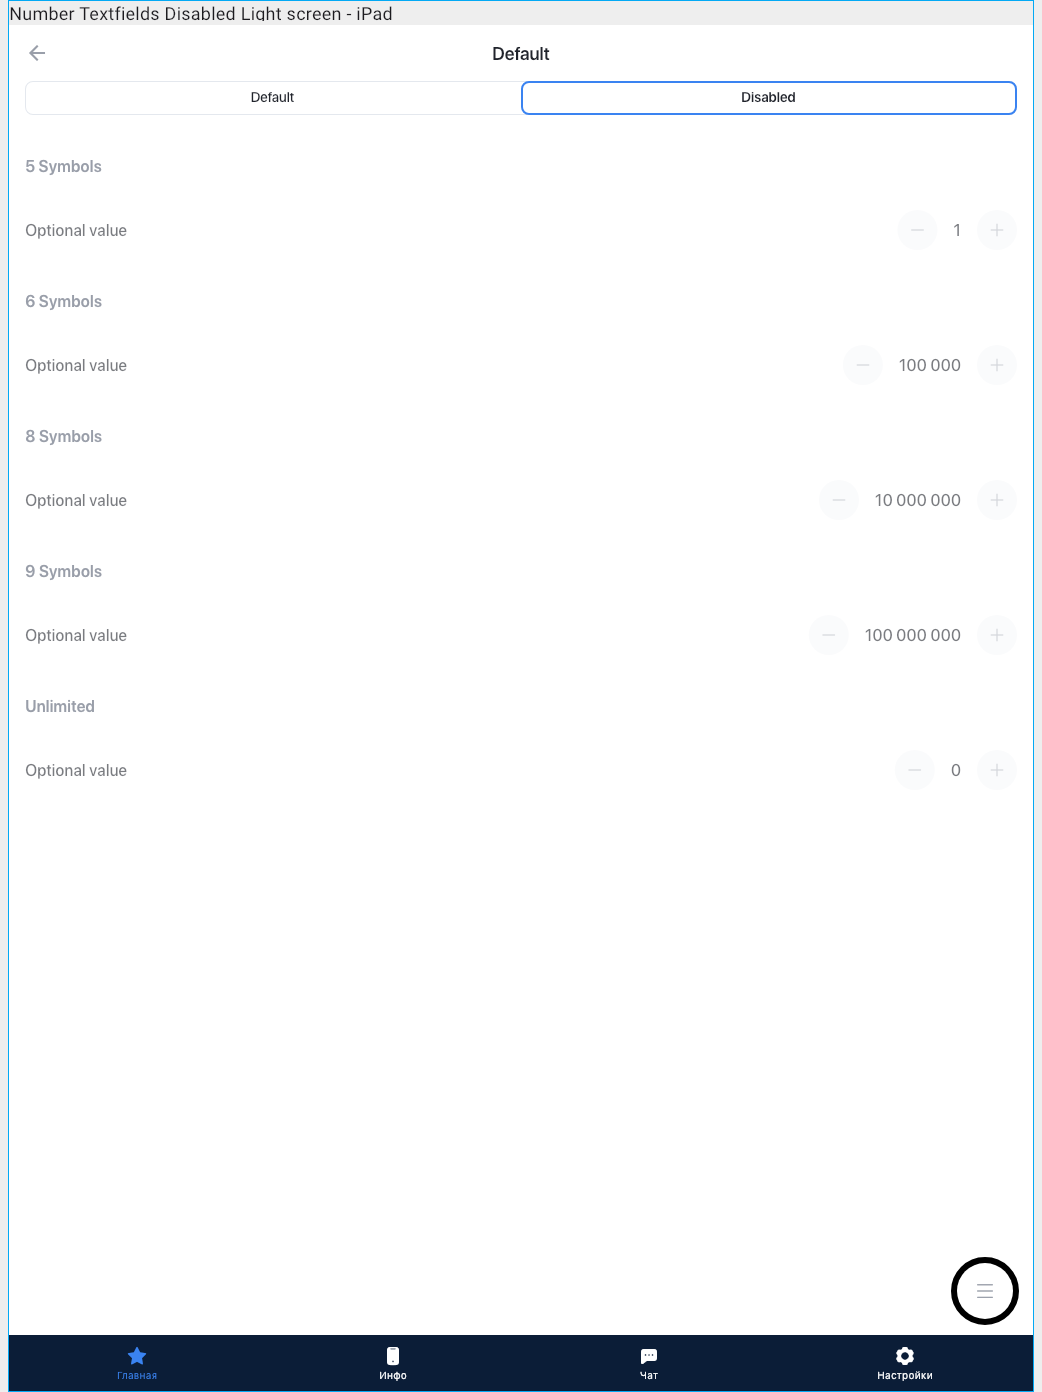 Number Textfields Disabled Light screen - iPad
Default
Default Disabled
5 Symbols
Optional value 1
6 Symbols
Optional value 100 000
8 Symbols
Optional value 10 000 000
9 Symbols
Optional value 100 000 000
Unlimited
Optional value 0
Главная Инфо Чат Настройки